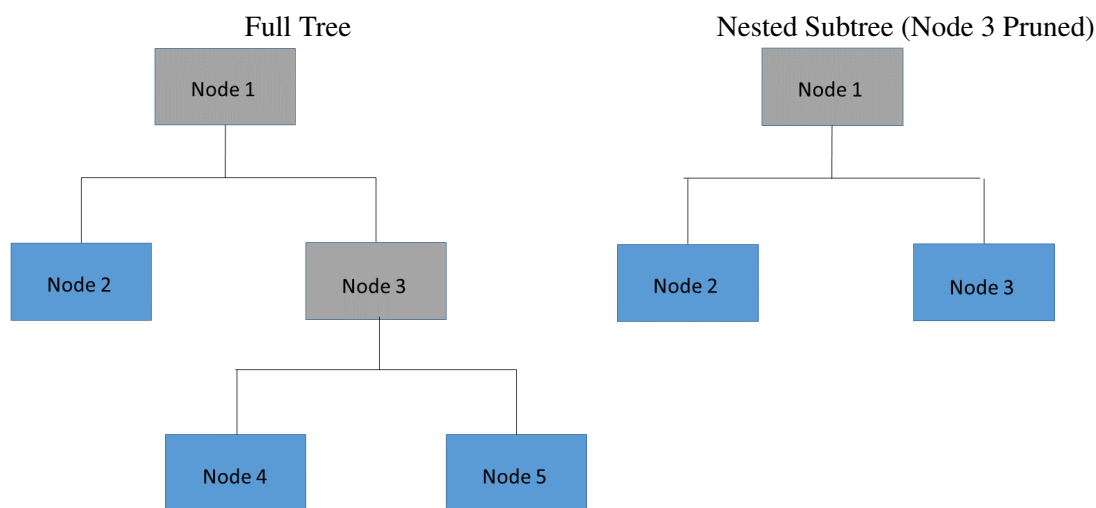 Full Tree
Nested Subtree (Node 3 Pruned)
Node 1
Node 1
Node 2
Node 3
Node 2
Node 3
Node 4
Node 5